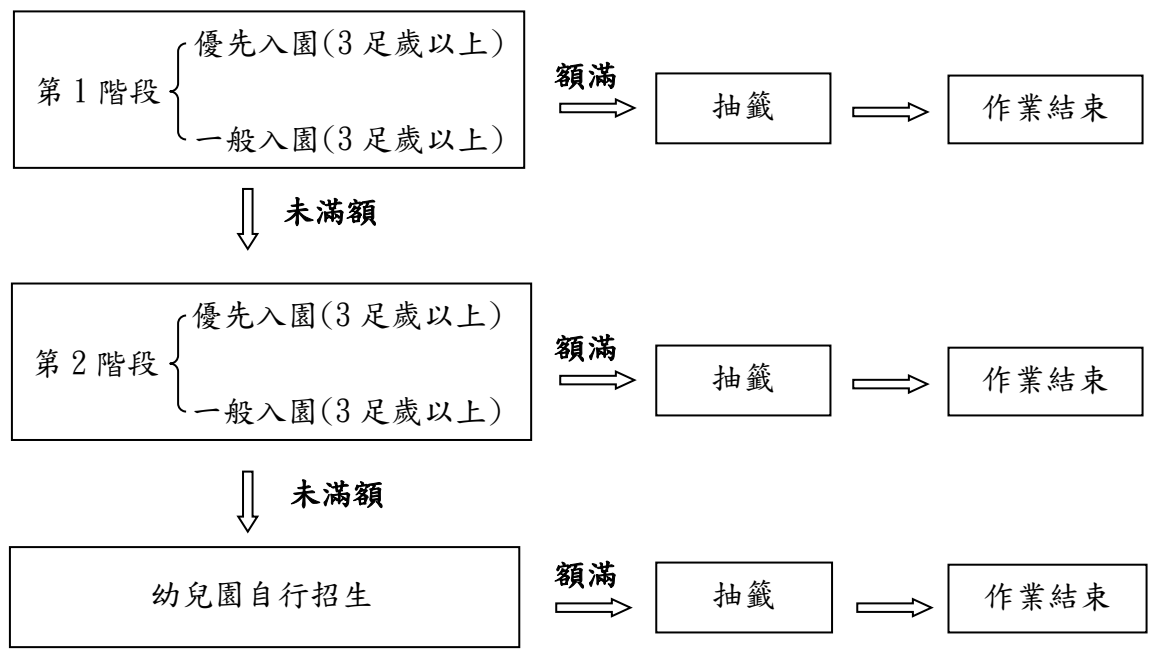 優先入園(3 足歲以上)
第 1 階段
一般入園(3 足歲以上)
額滿
抽籤
作業結束
未滿額
優先入園(3 足歲以上)
第 2 階段
一般入園(3 足歲以上)
額滿
抽籤
作業結束
未滿額
幼兒園自行招生
額滿
抽籤
作業結束